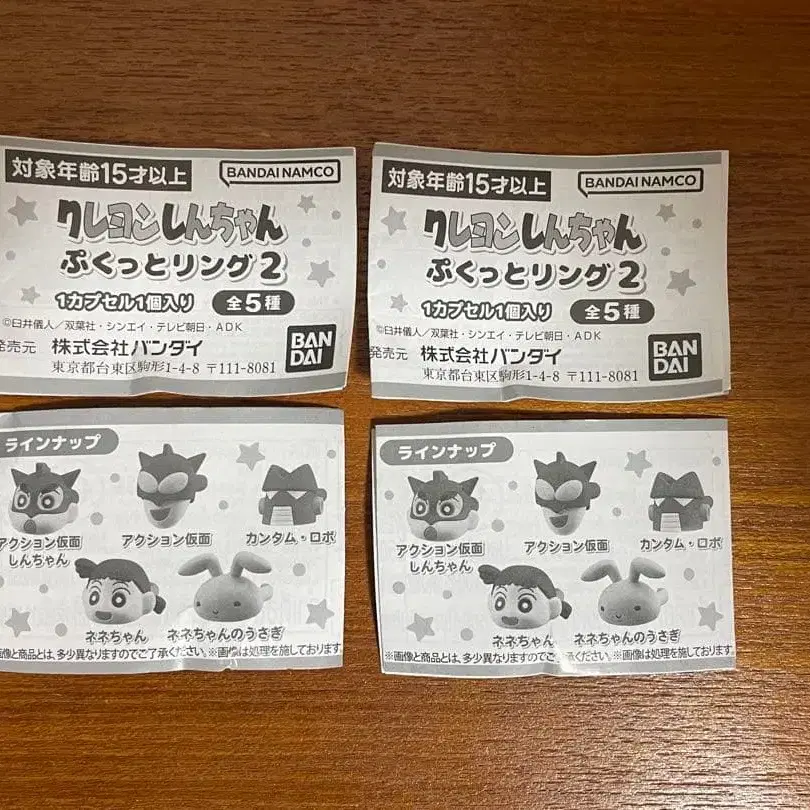 対象年齢15才以上
BANDAI NAMCO
クレヨンしんちゃん
ぷくっとリング2
1カプセル1個入り 全5種
©臼井儀人/双葉社・シンエイ・テレビ朝日・ADK
発売元 株式会社バンダイ
東京都台東区駒形1-4-8 〒111-8081
BAN
DAI
対象年齢15才以上
BANDAI NAMCO
クレヨンしんちゃん
ぷくっとリング2
1カプセル1個入り 全5種
©臼井儀人/双葉社・シンエイ・テレビ朝日・ADK
発売元 株式会社バンダイ
東京都台東区駒形1-4-8 〒111-8081
BAN
DAI
ラインナップ
アクション仮面
しんちゃん
アクション仮面
カンタム・ロボ
ネネちゃん
ネネちゃんのうさぎ
像と商品とは、多少異なりますのでご了承ください。※画像は処理を施しております
ラインナップ
アクション仮面
しんちゃん
アクション仮面
カンタム・ロボ
ネネちゃん
ネネちゃんのうさぎ
※画像と商品とは、多少異なりますのでご了承ください。※画像は処理を施しており